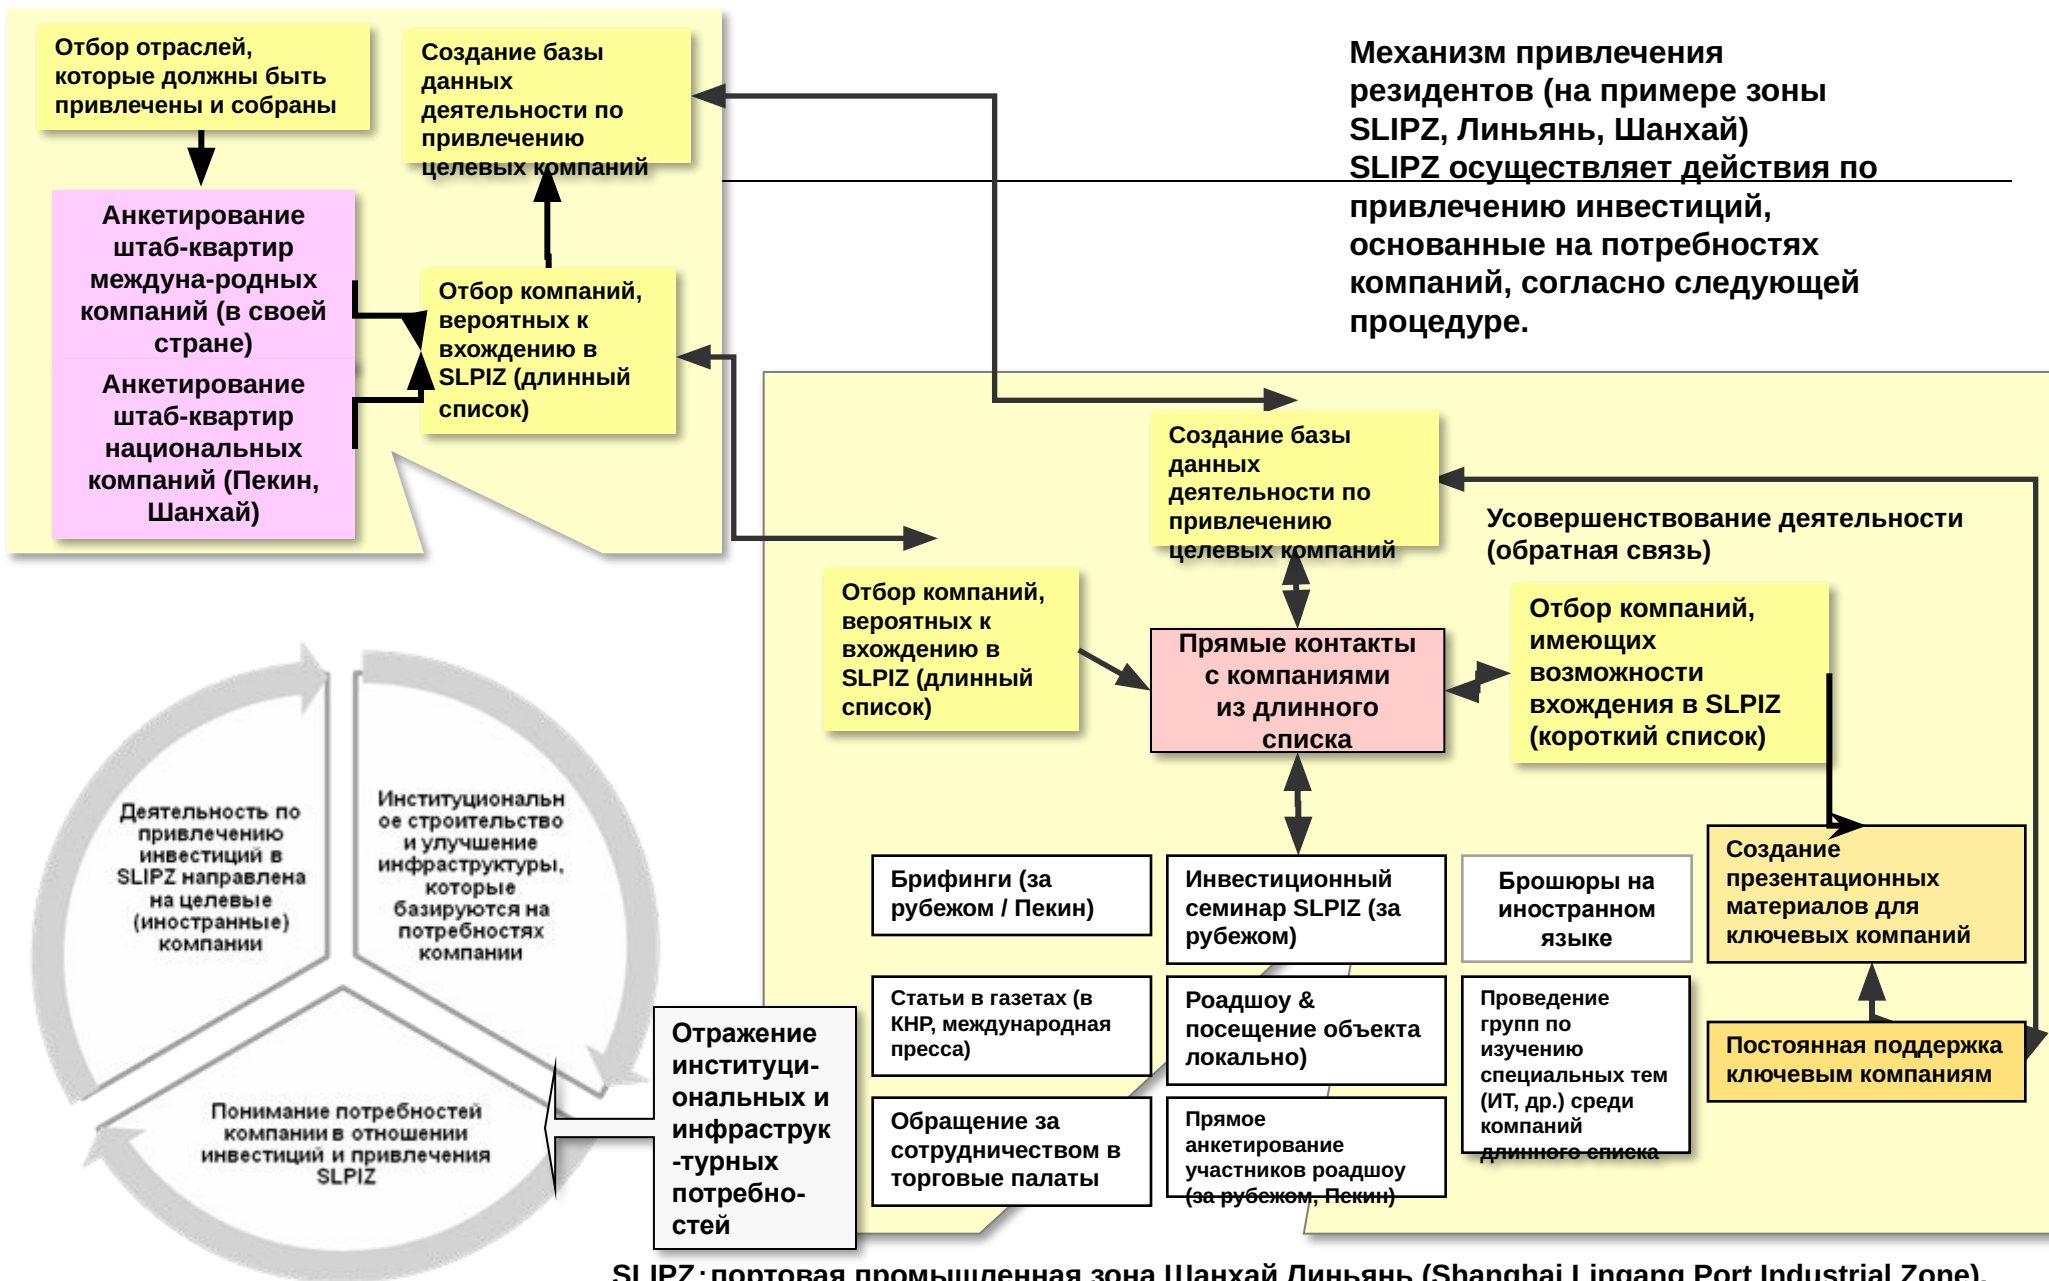 Отбор отраслей,
которые должны быть
привлечены и собраны
Создание базы
данных
деятельности по
привлечению
целевых компаний
Механизм привлечения
резидентов (на примере зоны
SLIPZ, Линьянь, Шанхай)
SLIPZ осуществляет действия по
привлечению инвестиций,
основанные на потребностях
компаний, согласно следующей
процедуре.
Анкетирование
штаб-квартир
междуна-родных
компаний (в своей
стране)
Отбор компаний,
вероятных к
вхождению в
SLPIZ (длинный
список)
Анкетирование
штаб-квартир
национальных
компаний (Пекин,
Шанхай)
Создание базы
данных
деятельности по
привлечению
целевых компаний
Усовершенствование деятельности
(обратная связь)
Отбор компаний,
вероятных к
вхождению в
SLPIZ (длинный
список)
Прямые контакты
с компаниями
из длинного
списка
Отбор компаний,
имеющих
возможности
вхождения в SLPIZ
(короткий список)
Деятельность по
привлечению
инвестиций в
SLIPZ направлена
на целевые
(иностранные)
компании
Институциональн
ое строительство
и улучшение
инфраструктуры,
которые
базируются на
потребностях
компании
Понимание потребностей
компании в отношении
инвестиций и привлечения
SLPIZ
Отражение
институци-
ональных и
инфраструк
-турных
потребно-
стей
Брифинги (за
рубежом / Пекин)
Инвестиционный
семинар SLPIZ (за
рубежом)
Брошюры на
иностранном
языке
Создание
презентационных
материалов для
ключевых компаний
Статьи в газетах (в
КНР, международная
пресса)
Роадшоу &
посещение объекта
локально)
Проведение
групп по
изучению
специальных тем
(ИТ, др.) среди
компаний
длинного списка
Постоянная поддержка
ключевым компаниям
Обращение за
сотрудничеством в
торговые палаты
Прямое
анкетирование
участников роадшоу
(за рубежом, Пекин)
SLIPZ: портовая промышленная зона Шанхай Линьянь (Shanghai Lingang Port Industrial Zone).